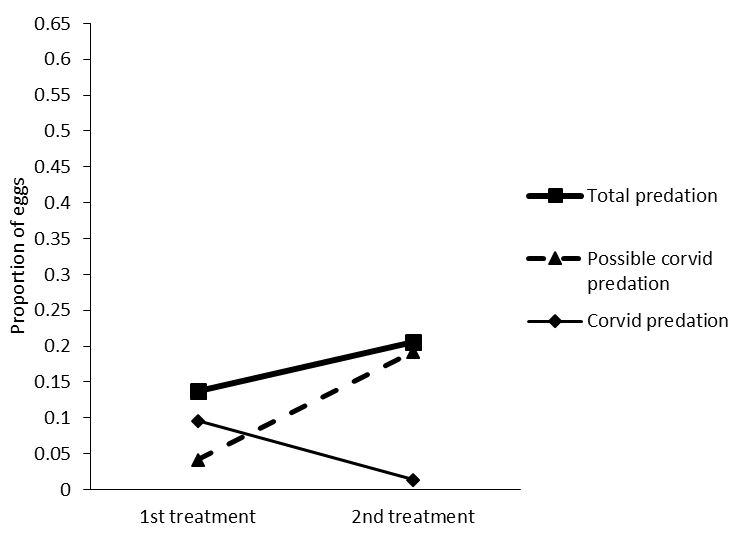 0.65
0.6
0.55
0.5
0.45
0.4
0.35
0.3
0.25
0.2
0.15
0.1
0.05
0
Proportion of eggs
1st treatment
2nd treatment
Total predation
Possible corvid
predation
Corvid predation